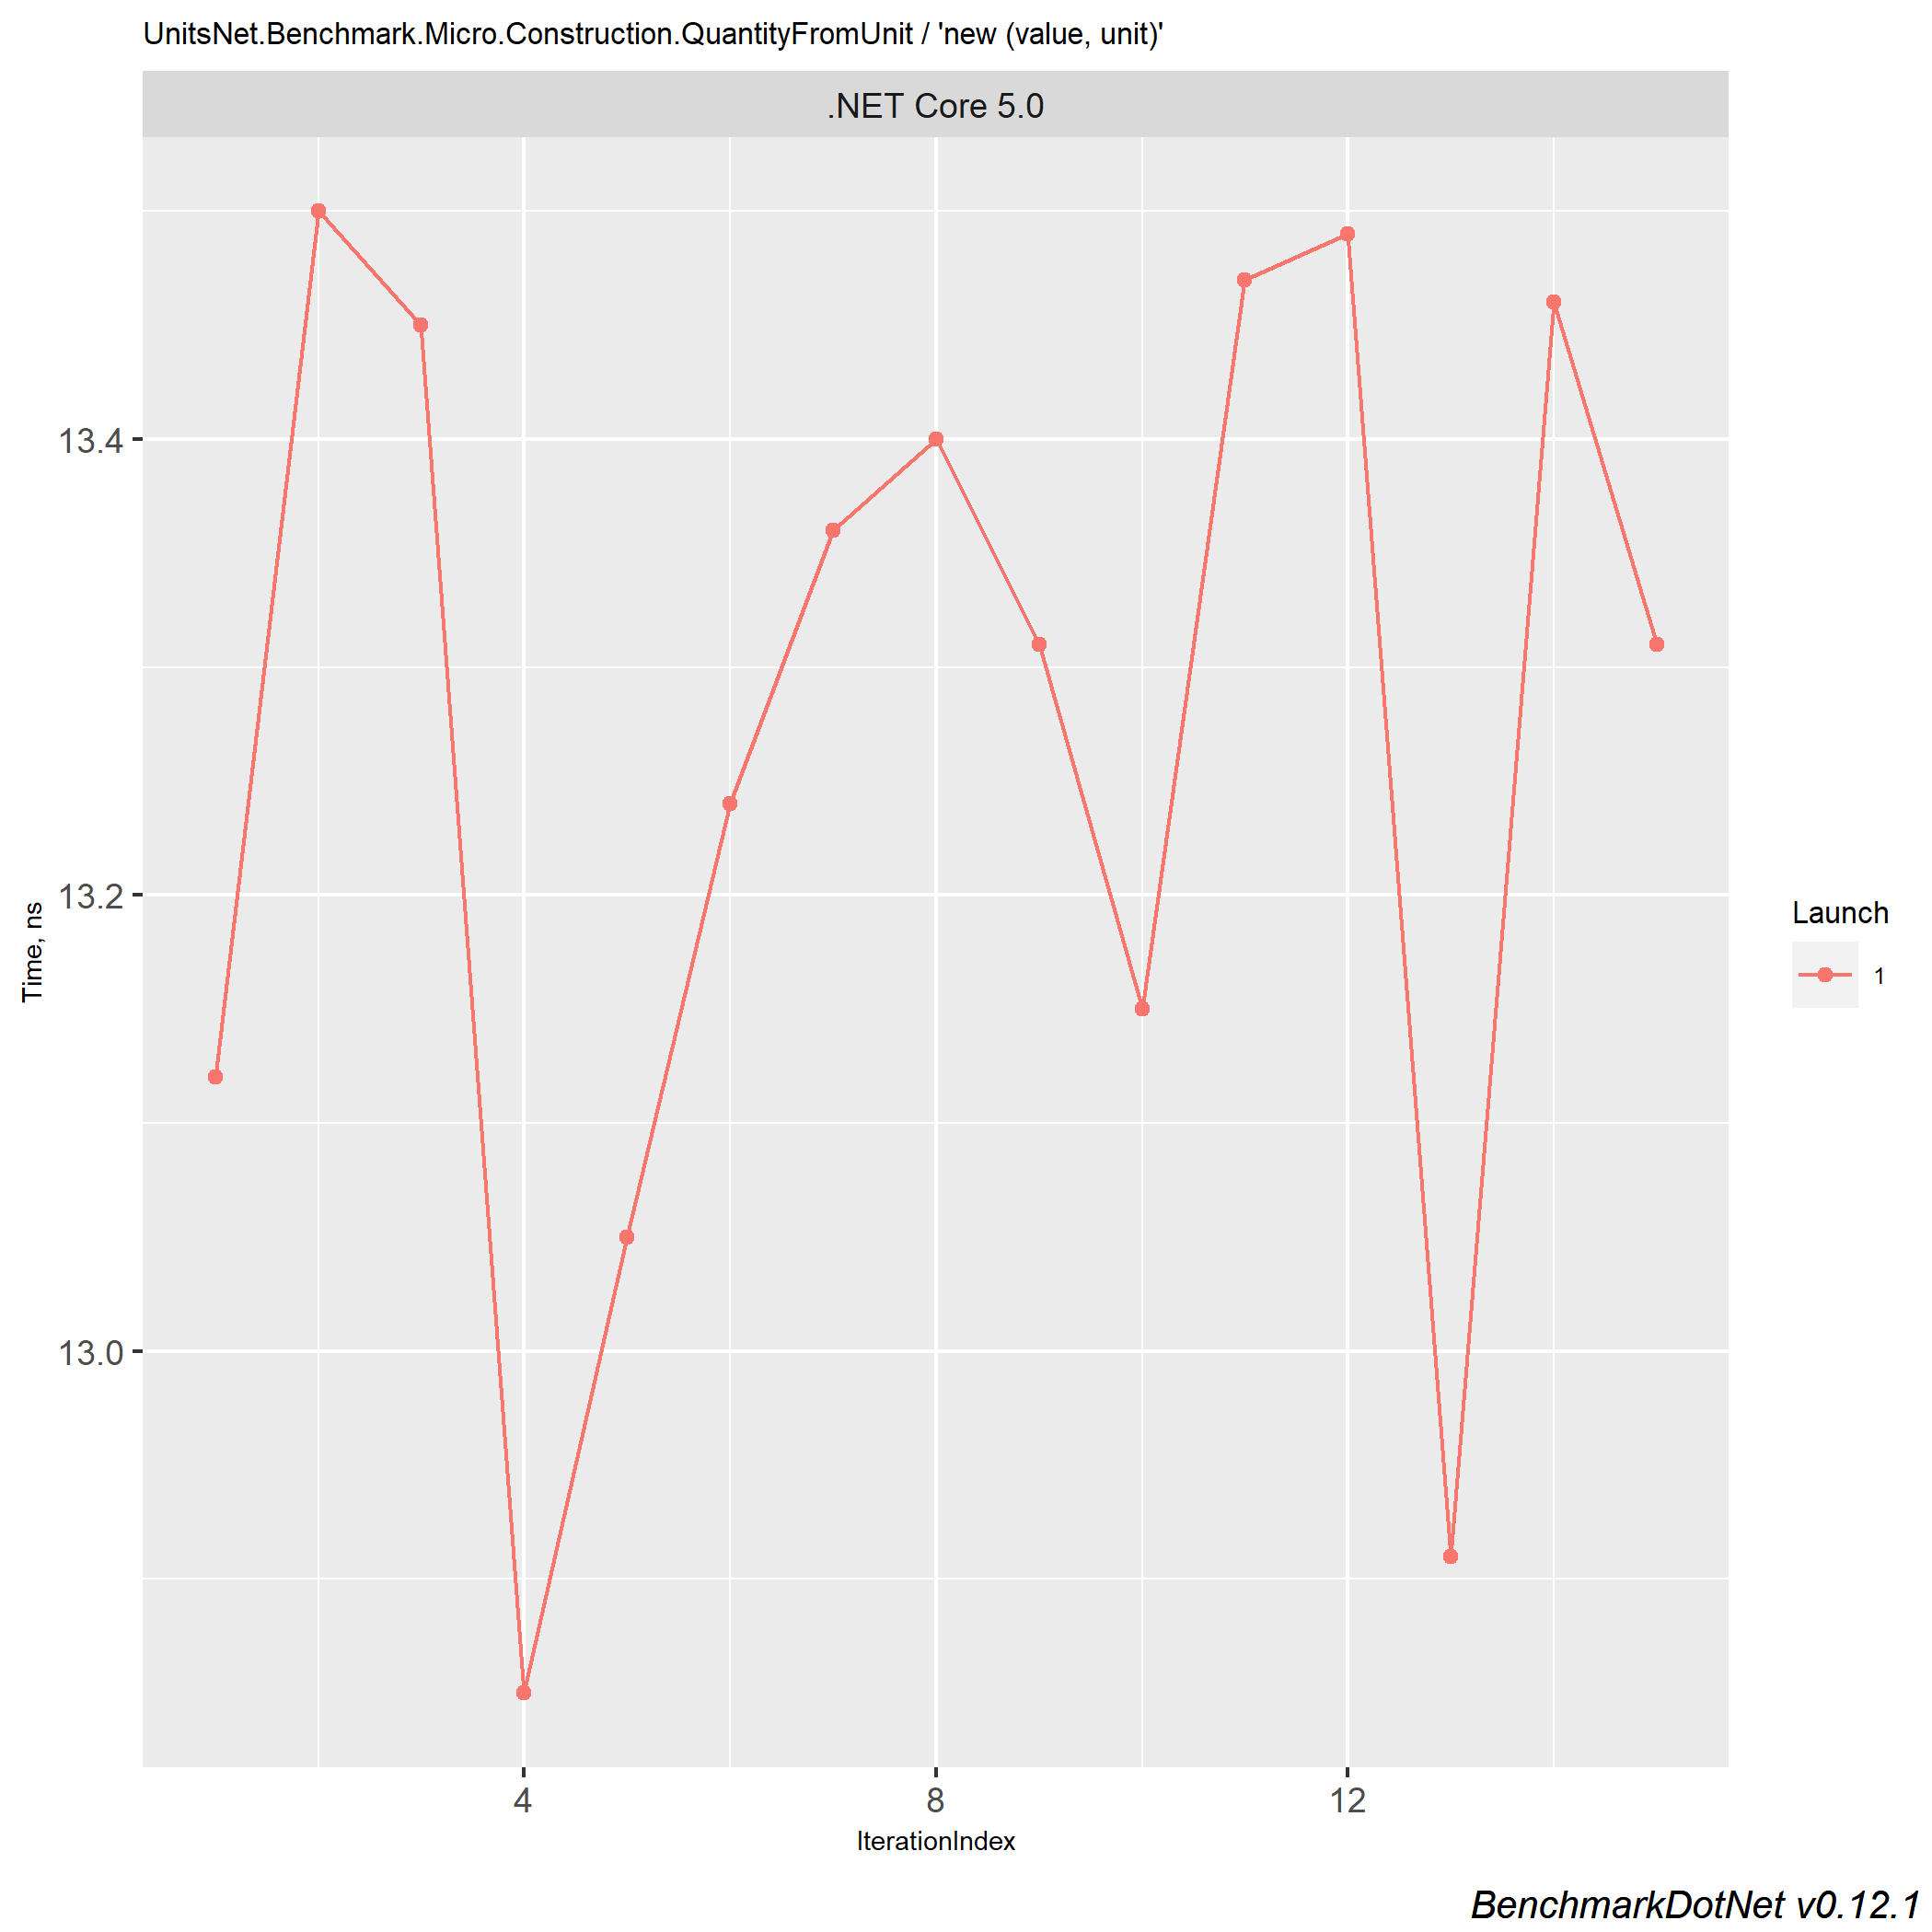 UnitsNet.Benchmark.Micro.Construction.QuantityFromUnit / 'new (value, unit)'
.NET Core 5.0
13.4
13.2
13.0
Time, ns
4
8
12
IterationIndex
Launch
1
BenchmarkDotNet v0.12.1